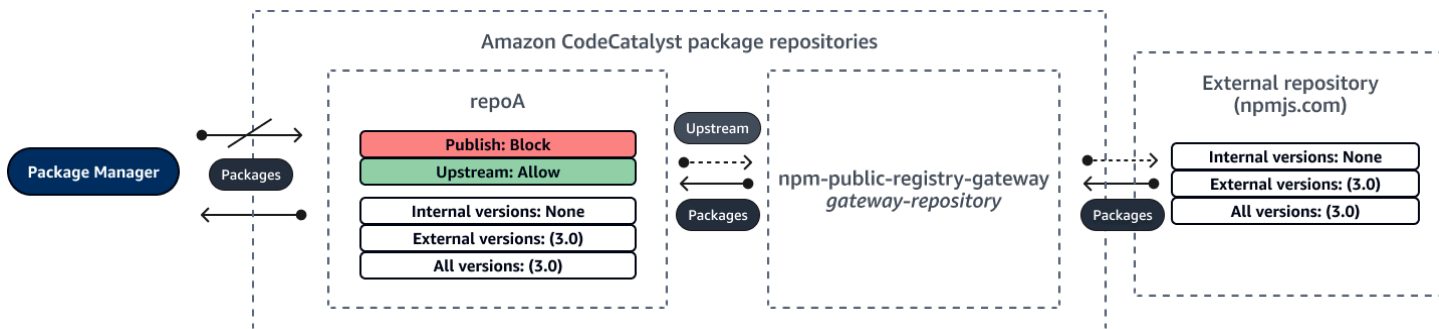 Amazon CodeCatalyst package repositories
Package Manager
Packages
repoA
Publish: Block
Upstream: Allow
Internal versions: None
External versions: (3.0)
All versions: (3.0)
Upstream
Packages
npm-public-registry-gateway
gateway-repository
Packages
External repository
(npmjs.com)
Internal versions: None
External versions: (3.0)
All versions: (3.0)